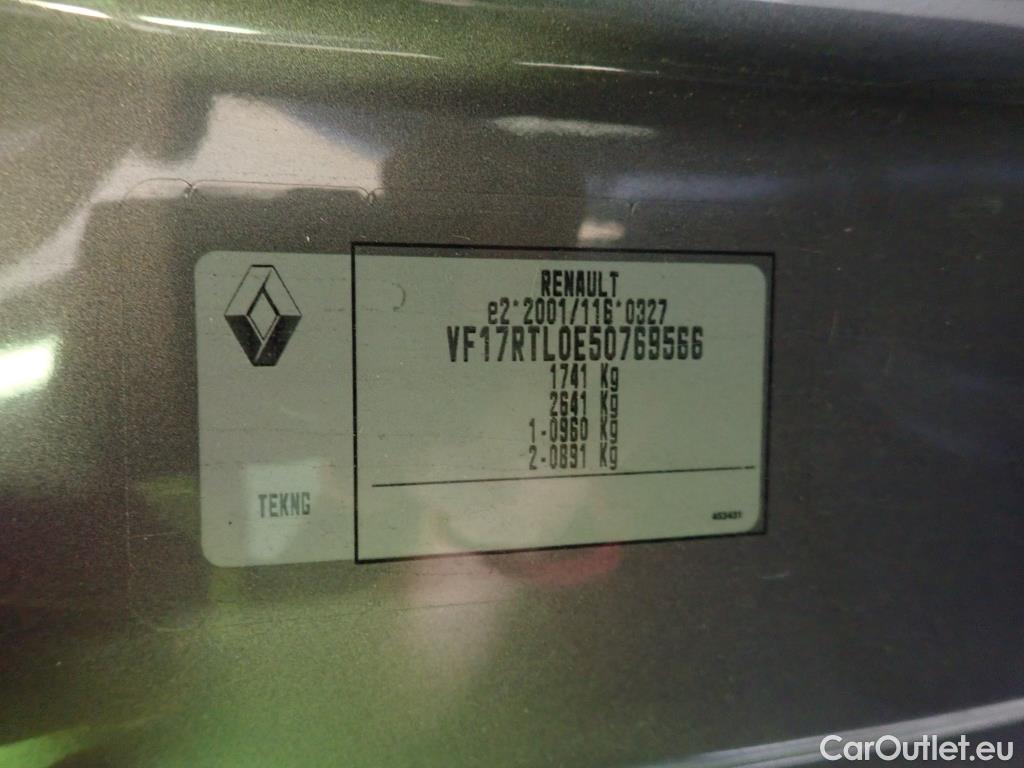 RENAULT
e2*2001/116*0327
VF17RTL0E50769566
1741 Kg
2641 Kg
1-0960 Kg
2-0891 Kg
TEKNG
453431
CarOutlet.eu